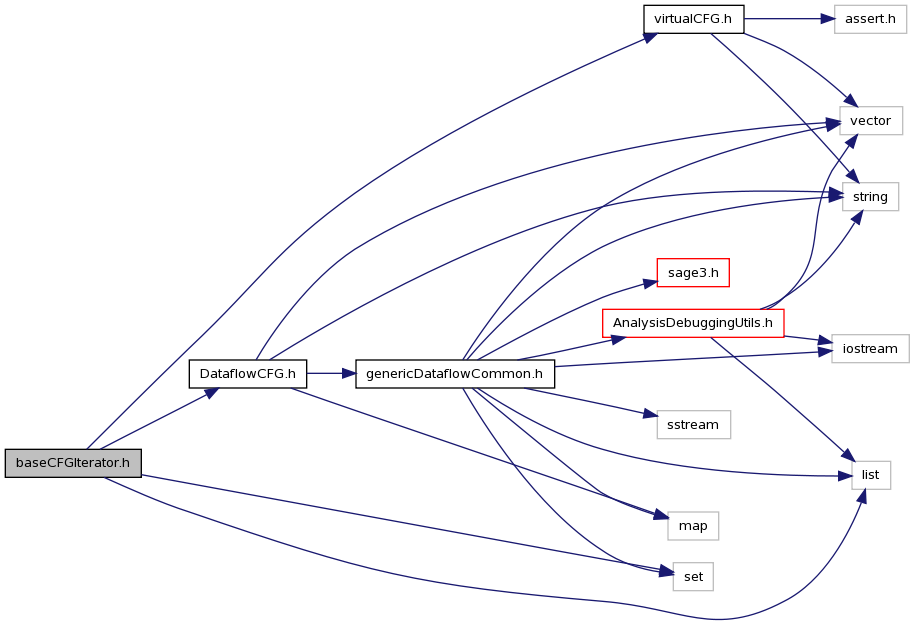 virtualCFG.h
assert.h
vector
string
sage3.h
AnalysisDebuggingUtils.h
iostream
DataflowCFG.h
genericDataflowCommon.h
sstream
baseCFGIterator.h
list
map
set